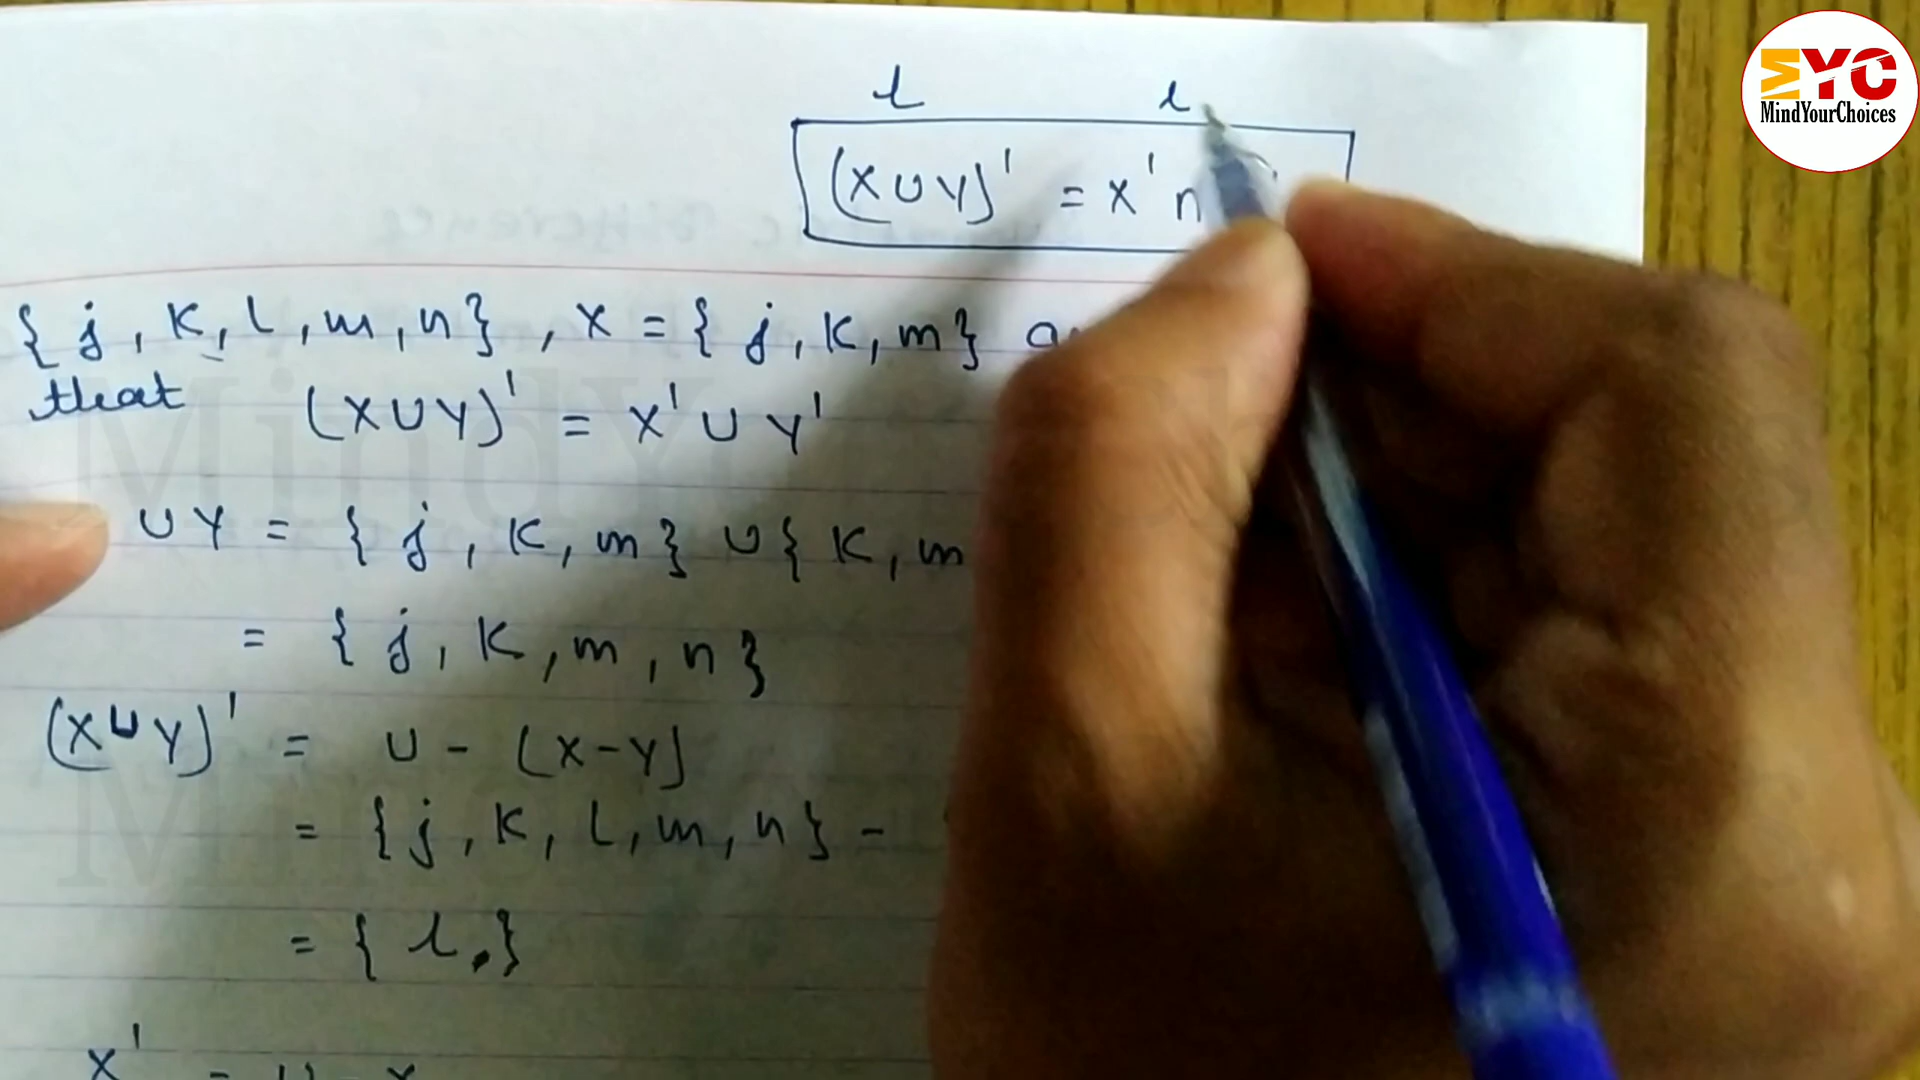 MYC
MindYourChoices
l l
(X∪Y)' = X' ∩
{j, K, l, m, n}, X = {j, K, m}
that (X∪Y)' = X' ∪ Y'
∪ Y = {j, K, m} ∪ {K, m
= {j, K, m, n}
(X∪Y)' = U - (X-Y)
= {j, K, l, m, n} -
= {l}
X' = U - X